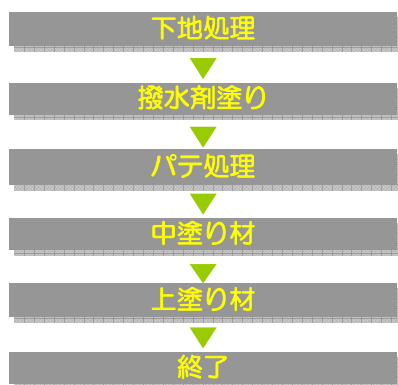 下地処理
撥水剤塗り
パテ処理
中塗り材
上塗り材
終了